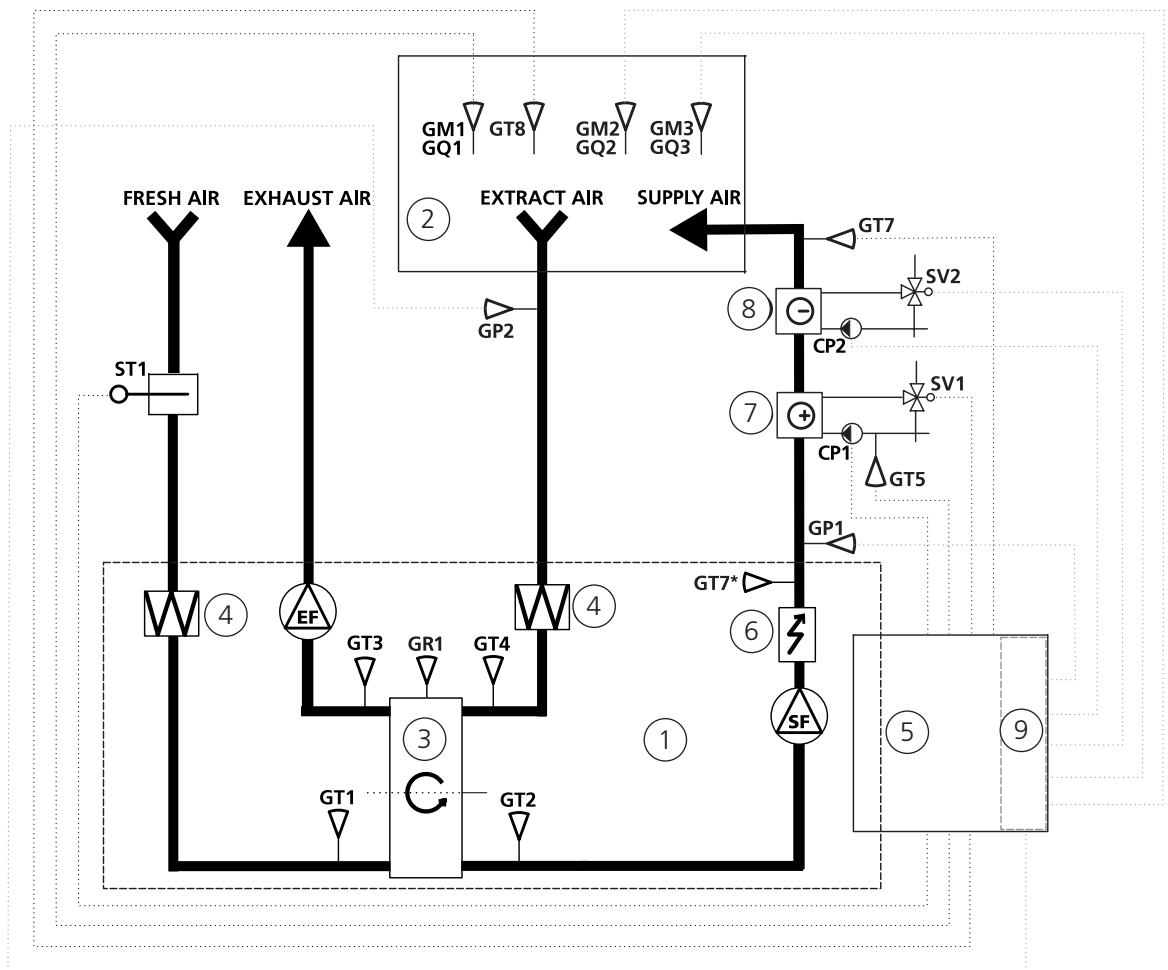 GM1
GQ1
GT8
GM2
GQ2
GM3
GQ3
FRESH AIR
EXHAUST AIR
EXTRACT AIR
SUPPLY AIR
2
GT7
SV2
8
GP2
CP2
ST1
SV1
7
CP1
GT5
GP1
GT7*
4
EF
4
6
GT3
GR1
GT4
SF
3
1
5
9
GT1
GT2